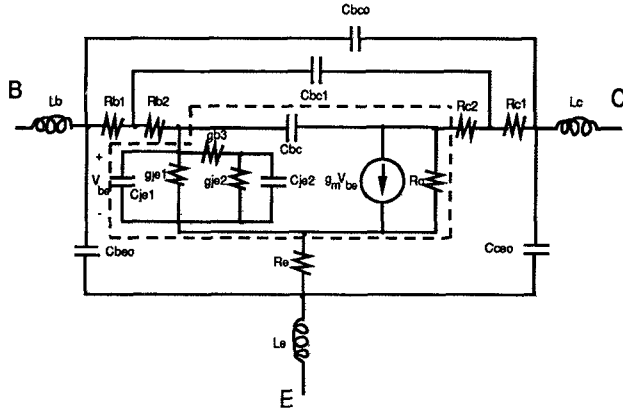 Cbco
B
Lb
Rb1
Rb2
Cbc1
Rc2
Rc1
Lc
C
gb3
Cbc
+
V be
-
Cje1
gje1
gje2
Cje2
gmVbe
Ro
Cbeo
Re
Cceo
Le
E